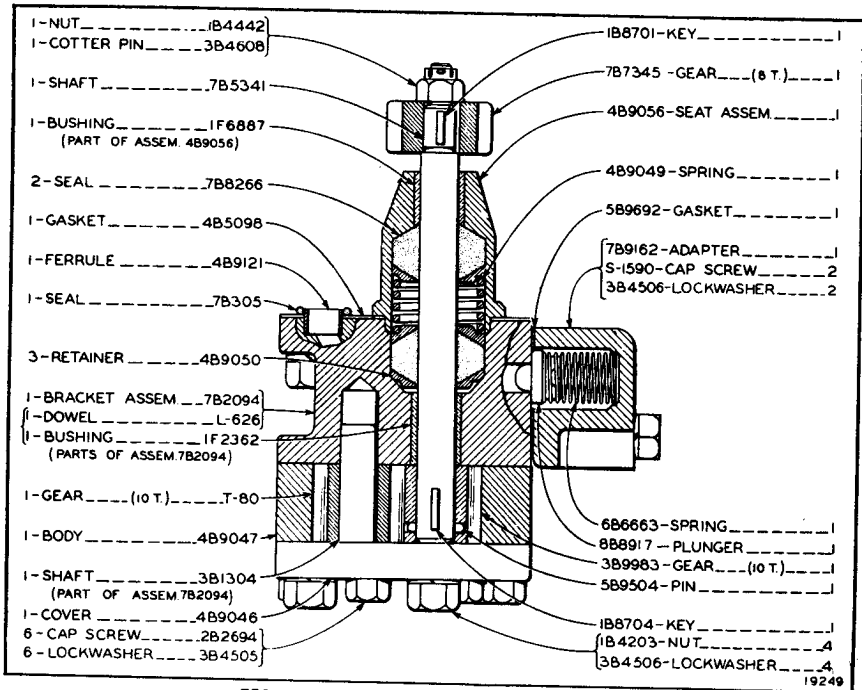 1-NUT 1B4442
1-COTTER PIN 3B4608
1-SHAFT 7B5341
1-BUSHING 1F6887
(PART OF ASSEM. 4B9056)
2-SEAL 7B8266
1-GASKET 4B5098
1-FERRULE 4B9121
1-SEAL 7B305
3-RETAINER 4B9050
1-BRACKET ASSEM. 7B2094
1-DOWEL L-626
1-BUSHING 1F2362
(PARTS OF ASSEM. 7B2094)
1-GEAR (10 T.) T-80
1-BODY 4B9047
1-SHAFT 3B1304
(PART OF ASSEM. 7B2094)
1-COVER 4B9046
6-CAP SCREW 2B2694
6-LOCKWASHER 3B4505
1B8701-KEY 1
7B7345-GEAR (8 T.) 1
4B9056-SEAT ASSEM. 1
4B9049-SPRING 1
5B9692-GASKET 1
7B9162-ADAPTER 1
S-1590-CAP SCREW 2
3B4506-LOCKWASHER 2
6B6663-SPRING 1
8B8917-PLUNGER 1
3B9983-GEAR (10 T.) 1
5B9504-PIN 1
1B8704-KEY 1
1B4203-NUT 4
3B4506-LOCKWASHER 4
19249